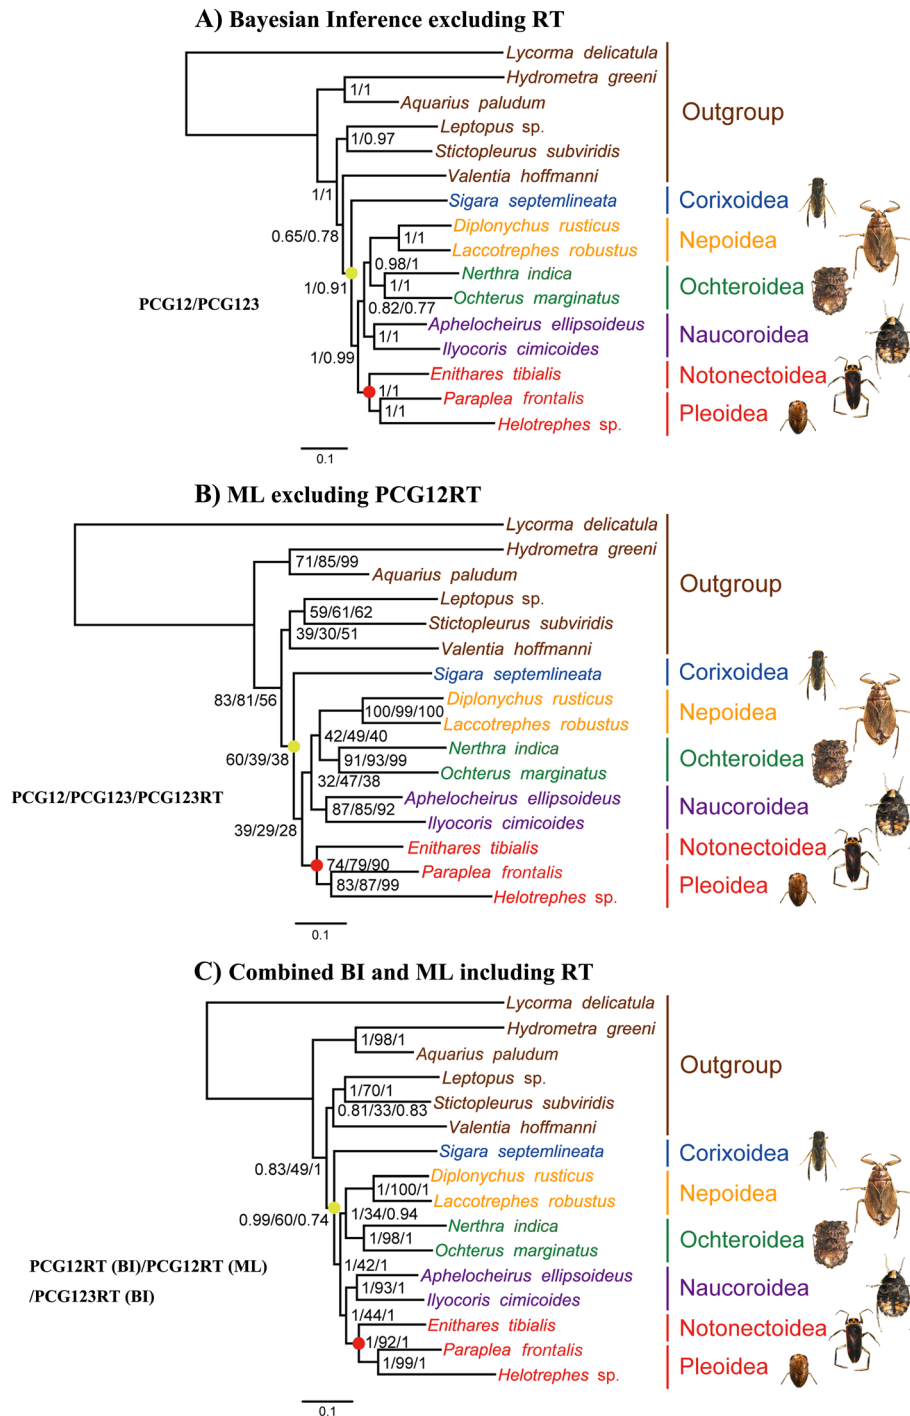 A) Bayesian Inference excluding RT
Lycorma delicatula
Hydrometra greeni
1/1
Aquarius paludum
Outgroup
Leptopus sp.
1/0.97
Stictopleurus subviridis
Valentia hoffmanni
1/1
Sigara septemlineata
Corixoidea
Diplonychus rusticus
0.65/0.78
1/1
Nepoidea
Laccotrephes robustus
0.98/1
Nerthra indica
1/0.91
1/1
Ochteroidea
Ochterus marginatus
PCG12/PCG123
0.82/0.77
Aphelocheirus ellipsoideus
1/1
Naucoroidea
Ilyocoris cimicoides
1/0.99
Enithares tibialis
Notonectoidea
1/1
Paraplea frontalis
1/1
Pleoidea
Helotrephes sp.
0.1
B) ML excluding PCG12RT
Lycorma delicatula
Hydrometra greeni
71/85/99
Aquarius paludum
Outgroup
Leptopus sp.
59/61/62
Stictopleurus subviridis
39/30/51
Valentia hoffmanni
Sigara septemlineata
Corixoidea
83/81/56
Diplonychus rusticus
100/99/100
Nepoidea
Laccotrephes robustus
42/49/40
Nerthra indica
60/39/38
91/93/99
Ochteroidea
Ochterus marginatus
32/47/38
PCG12/PCG123/PCG123RT
Aphelocheirus ellipsoideus
87/85/92
Naucoroidea
Ilyocoris cimicoides
39/29/28
Enithares tibialis
Notonectoidea
74/79/90
Paraplea frontalis
83/87/99
Pleoidea
Helotrephes sp.
0.1
C) Combined BI and ML including RT
Lycorma delicatula
Hydrometra greeni
1/98/1
Aquarius paludum
Outgroup
Leptopus sp.
1/70/1
Stictopleurus subviridis
0.81/33/0.83
Valentia hoffmanni
Sigara septemlineata
Corixoidea
0.83/49/1
Diplonychus rusticus
1/100/1
Nepoidea
Laccotrephes robustus
1/34/0.94
0.99/60/0.74
Nerthra indica
1/98/1
Ochteroidea
Ochterus marginatus
1/42/1
PCG12RT (BI)/PCG12RT (ML)
/PCG123RT (BI)
Aphelocheirus ellipsoideus
1/93/1
Naucoroidea
Ilyocoris cimicoides
1/44/1
Enithares tibialis
Notonectoidea
1/92/1
Paraplea frontalis
1/99/1
Pleoidea
Helotrephes sp.
0.1